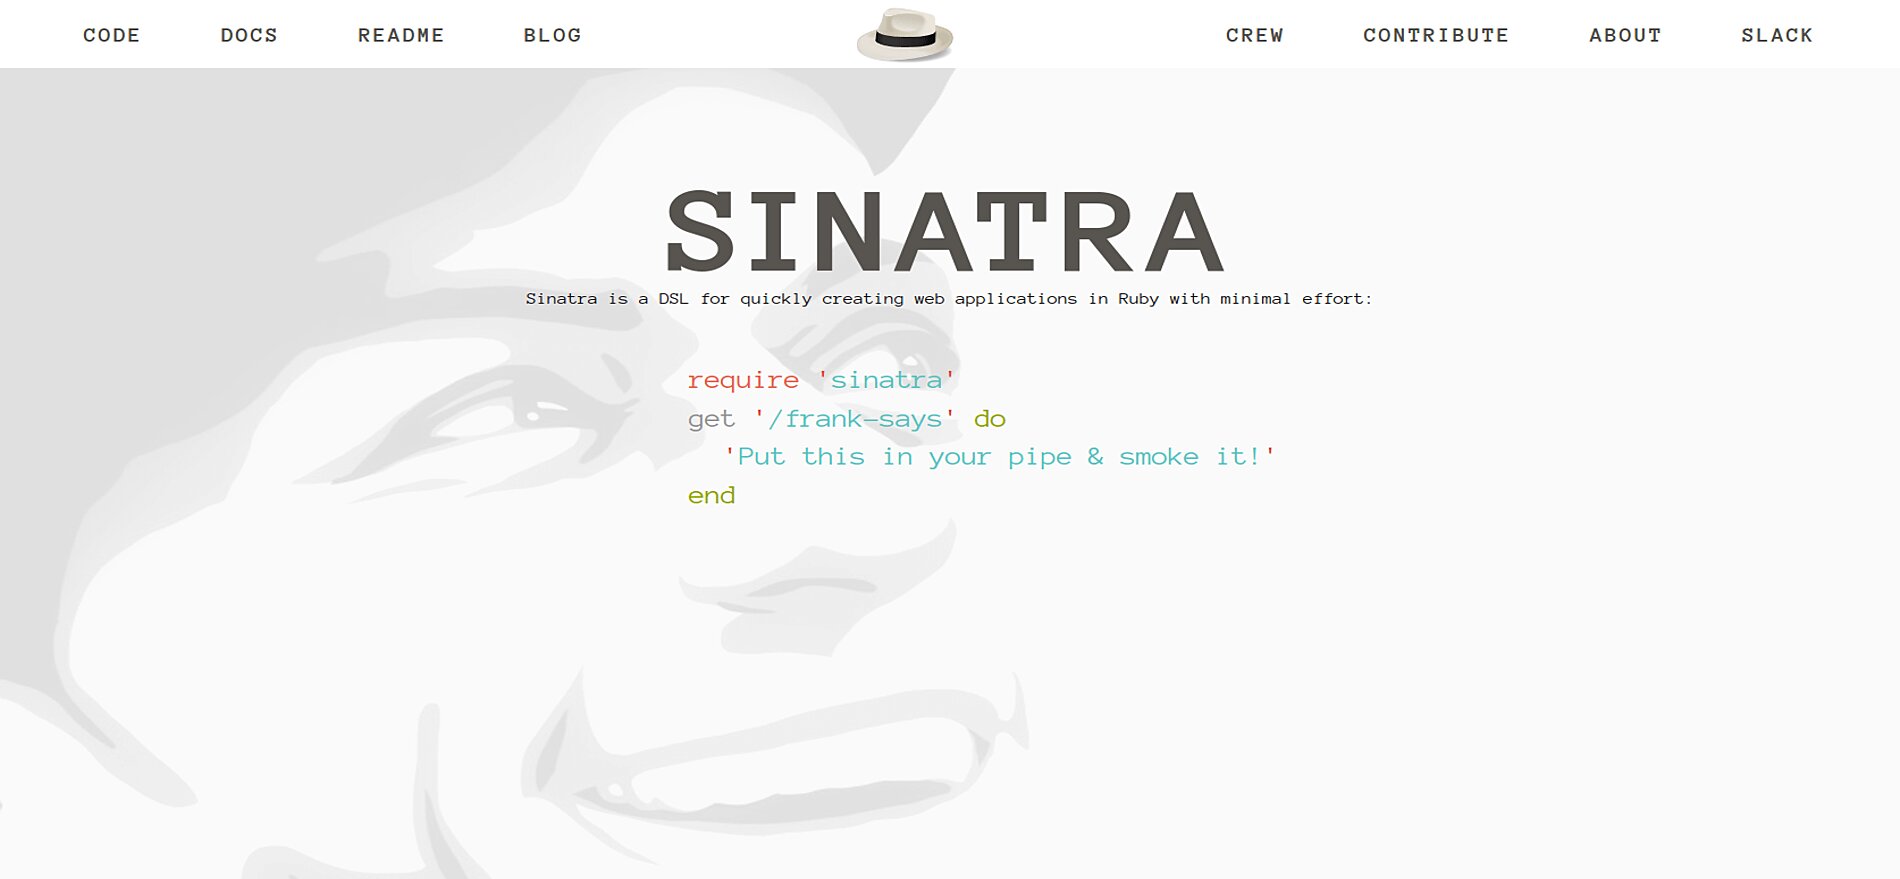 CODE DOCS README BLOG CREW CONTRIBUTE ABOUT SLACK
SINATRA
Sinatra is a DSL for quickly creating web applications in Ruby with minimal effort:
require 'sinatra'
get '/frank-says' do
  'Put this in your pipe & smoke it!'
end